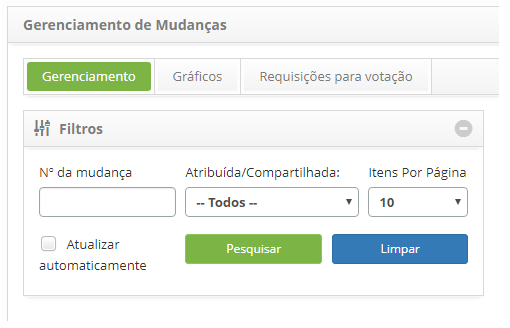 Gerenciamento de Mudanças
Gerenciamento Gráficos Requisições para votação
Filtros
Nº da mudança Atribuída/Compartilhada: Itens Por Página
-- Todos -- 10
Atualizar automaticamente Pesquisar Limpar